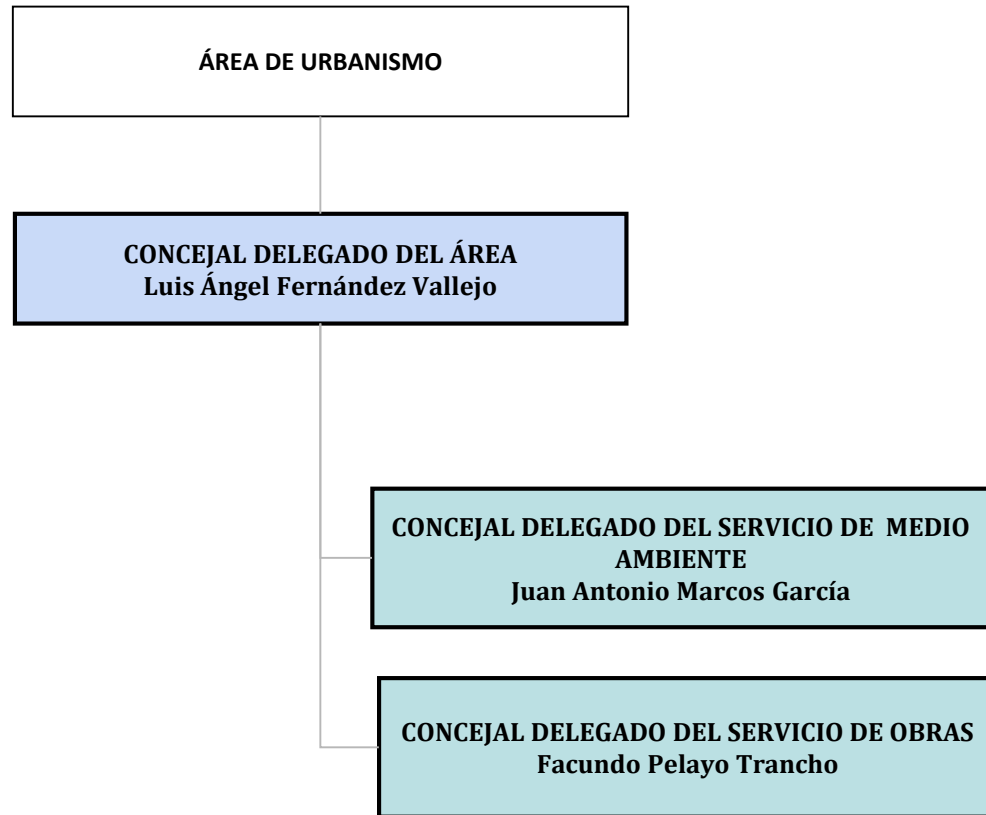 ÁREA DE URBANISMO
CONCEJAL DELEGADO DEL ÁREA
Luis Ángel Fernández Vallejo
CONCEJAL DELEGADO DEL SERVICIO DE  MEDIO
AMBIENTE
Juan Antonio Marcos García
CONCEJAL DELEGADO DEL SERVICIO DE OBRAS
Facundo Pelayo Trancho